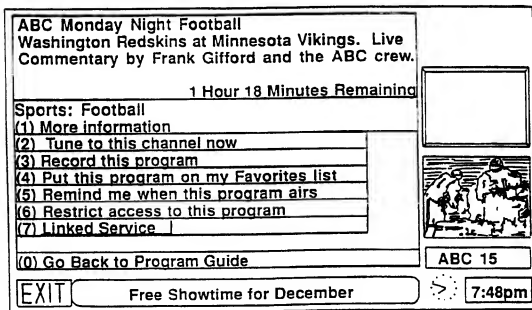 ABC Monday Night Football
Washington Redskins at Minnesota Vikings. Live
Commentary by Frank Gifford and the ABC crew.
1 Hour 18 Minutes Remaining
Sports: Football
(1) More information
(2) Tune to this channel now
(3) Record this program
(4) Put this program on my Favorites list
(5) Remind me when this program airs
(6) Restrict access to this program
(7) Linked Service
(0) Go Back to Program Guide
ABC 15
EXIT
Free Showtime for December
7:48pm